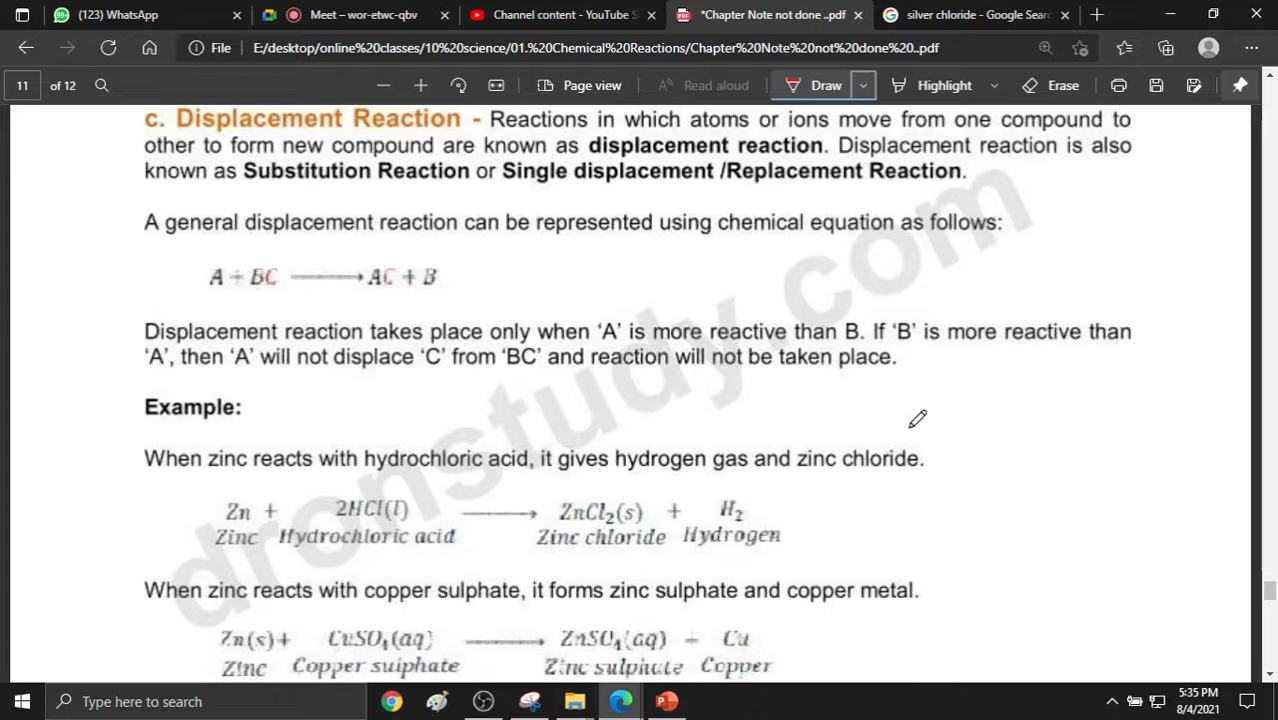 (123) WhatsApp
Meet – wor-etwc-qbv
Channel content - YouTube S
*Chapter Note not done ..pdf
silver chloride - Google Searc
File E:/desktop/online%20classes/10%20science/01.%20Chemical%20Reactions/Chapter%20Note%20not%20done%20..pdf
11 of 12 Page view Read aloud Draw Highlight Erase
c. Displacement Reaction - Reactions in which atoms or ions move from one compound to
other to form new compound are known as displacement reaction. Displacement reaction is also
known as Substitution Reaction or Single displacement /Replacement Reaction.
A general displacement reaction can be represented using chemical equation as follows:
A + BC ⟶ AC + B
Displacement reaction takes place only when ‘A’ is more reactive than B. If ‘B’ is more reactive than
‘A’, then ‘A’ will not displace ‘C’ from ‘BC’ and reaction will not be taken place.
Example:
When zinc reacts with hydrochloric acid, it gives hydrogen gas and zinc chloride.
Zn + 2HCl(l) ⟶ ZnCl₂(s) + H₂
Zinc Hydrochloric acid Zinc chloride Hydrogen
When zinc reacts with copper sulphate, it forms zinc sulphate and copper metal.
Zn(s)+ CuSO₄(aq) ⟶ ZnSO₄(aq) + Cu
Zinc Copper sulphate Zinc sulphate Copper
dronstudy.com
Type here to search
5:35 PM
8/4/2021